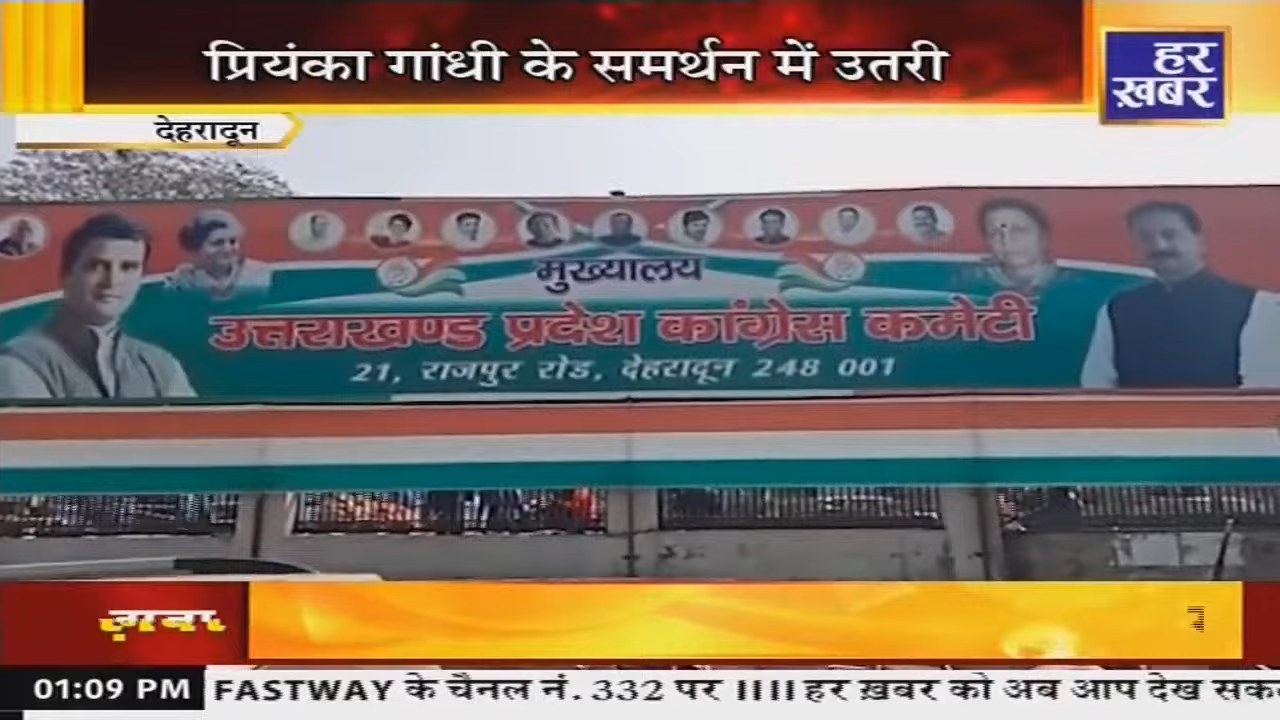 प्रियंका गांधी के समर्थन में उतरी
हर
ख़बर
देहरादून
मुख्यालय
उत्तराखण्ड प्रदेश कांग्रेस कमेटी
21, राजपुर रोड, देहरादून 248 001
01:09 PM
FASTWAY के चैनल नं. 332 पर IIII हर ख़बर को अब आप देख